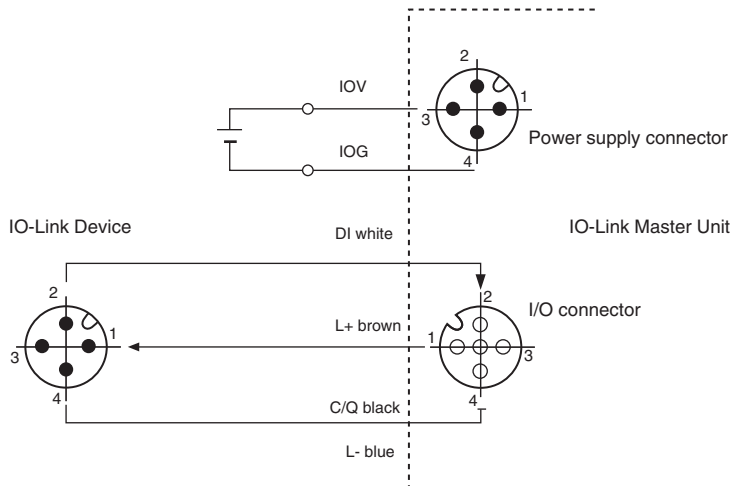 2
IOV
1
3
Power supply connector
IOG
4
IO-Link Device
IO-Link Master Unit
DI white
2
2
I/O connector
1
L+ brown
1
3
3
4
4
C/Q black
L- blue